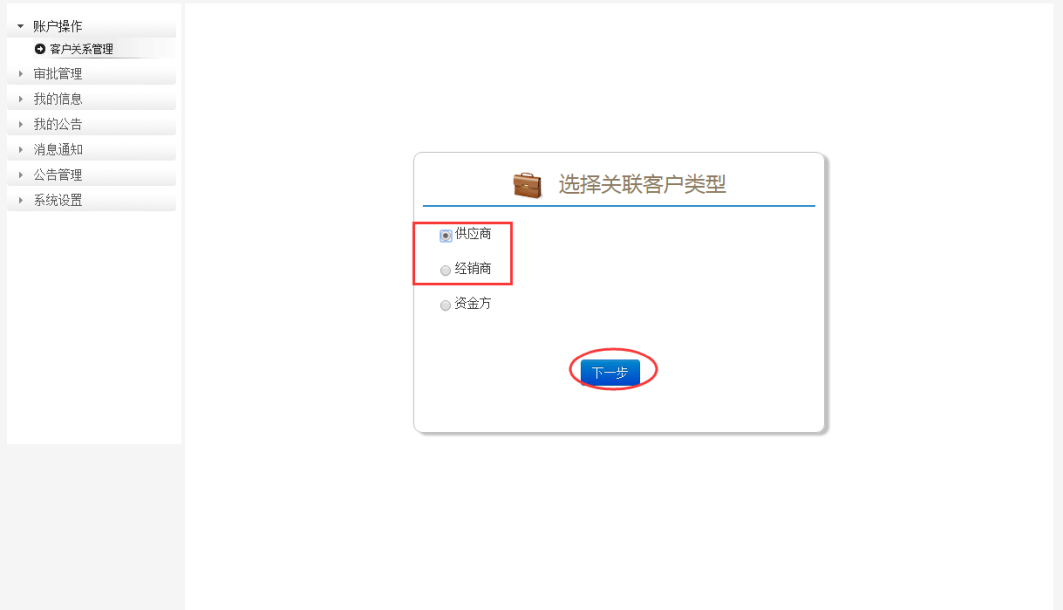 账户操作
客户关系管理
审批管理
我的信息
我的公告
消息通知
公告管理
系统设置
选择关联客户类型
供应商
经销商
资金方
下一步